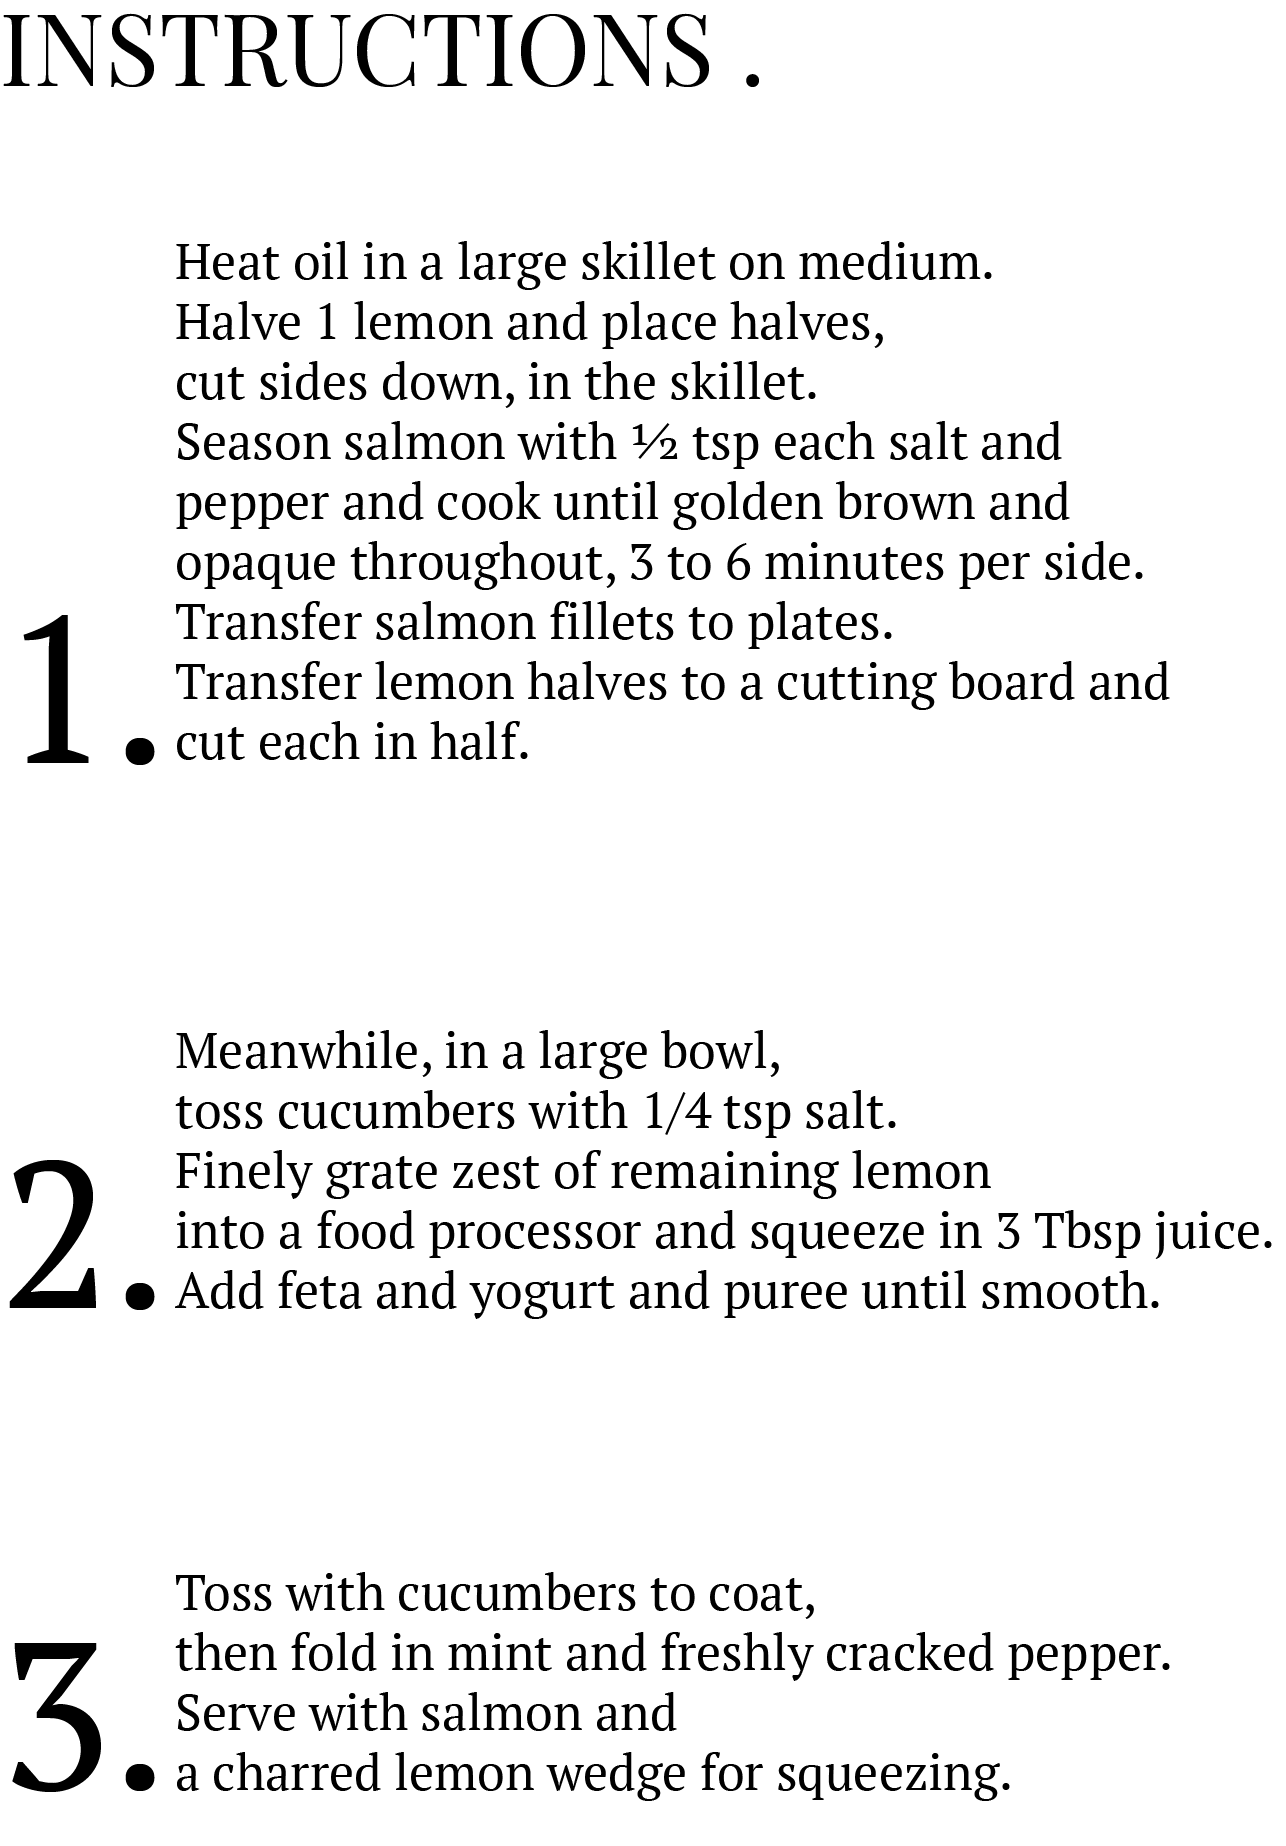 INSTRUCTIONS .
Heat oil in a large skillet on medium.
Halve 1 lemon and place halves,
cut sides down, in the skillet.
Season salmon with ½ tsp each salt and
pepper and cook until golden brown and
opaque throughout, 3 to 6 minutes per side.
Transfer salmon fillets to plates.
Transfer lemon halves to a cutting board and
1. cut each in half.
Meanwhile, in a large bowl,
toss cucumbers with 1/4 tsp salt.
Finely grate zest of remaining lemon
into a food processor and squeeze in 3 Tbsp juice.
2. Add feta and yogurt and puree until smooth.
Toss with cucumbers to coat,
then fold in mint and freshly cracked pepper.
Serve with salmon and
3. a charred lemon wedge for squeezing.